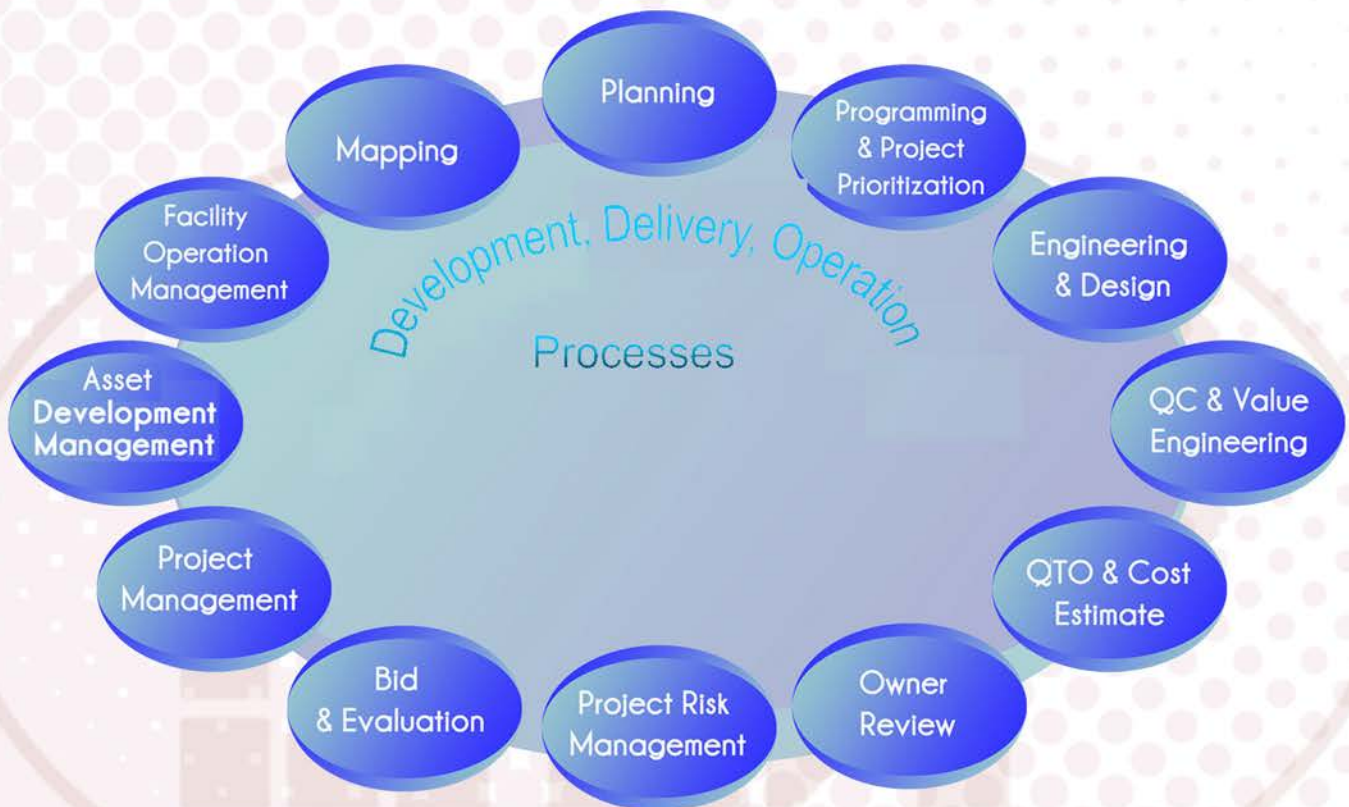 Planning
Programming
& Project
Prioritization
Engineering
& Design
QC & Value
Engineering
QTO & Cost
Estimate
Owner
Review
Project Risk
Management
Bid
& Evaluation
Project
Management
Asset
Development
Management
Facility
Operation
Management
Mapping
Development, Delivery, Operation
Processes